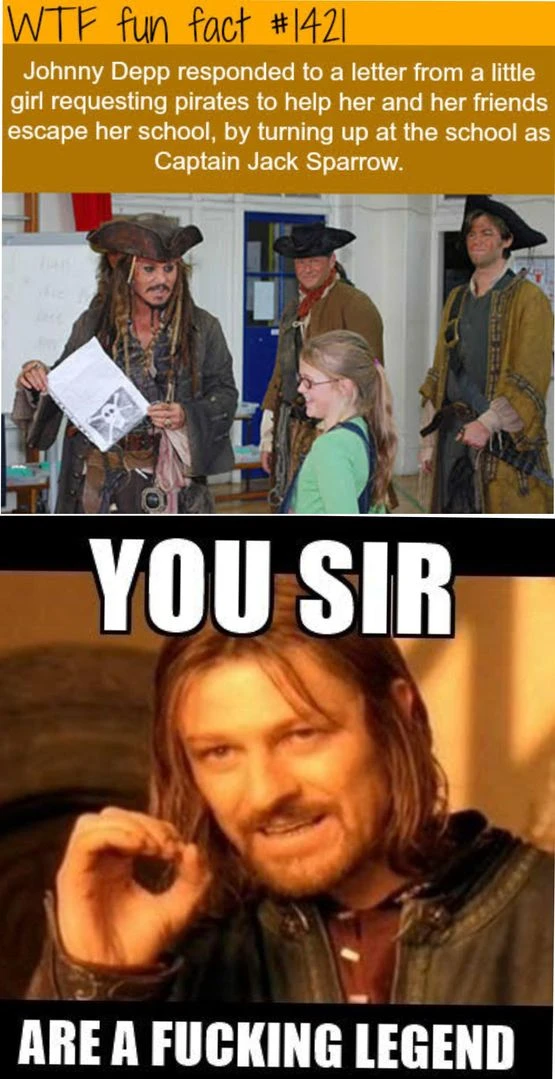 WTF fun fact #1421
Johnny Depp responded to a letter from a little
girl requesting pirates to help her and her friends
escape her school, by turning up at the school as
Captain Jack Sparrow.
YOU SIR
ARE A FUCKING LEGEND